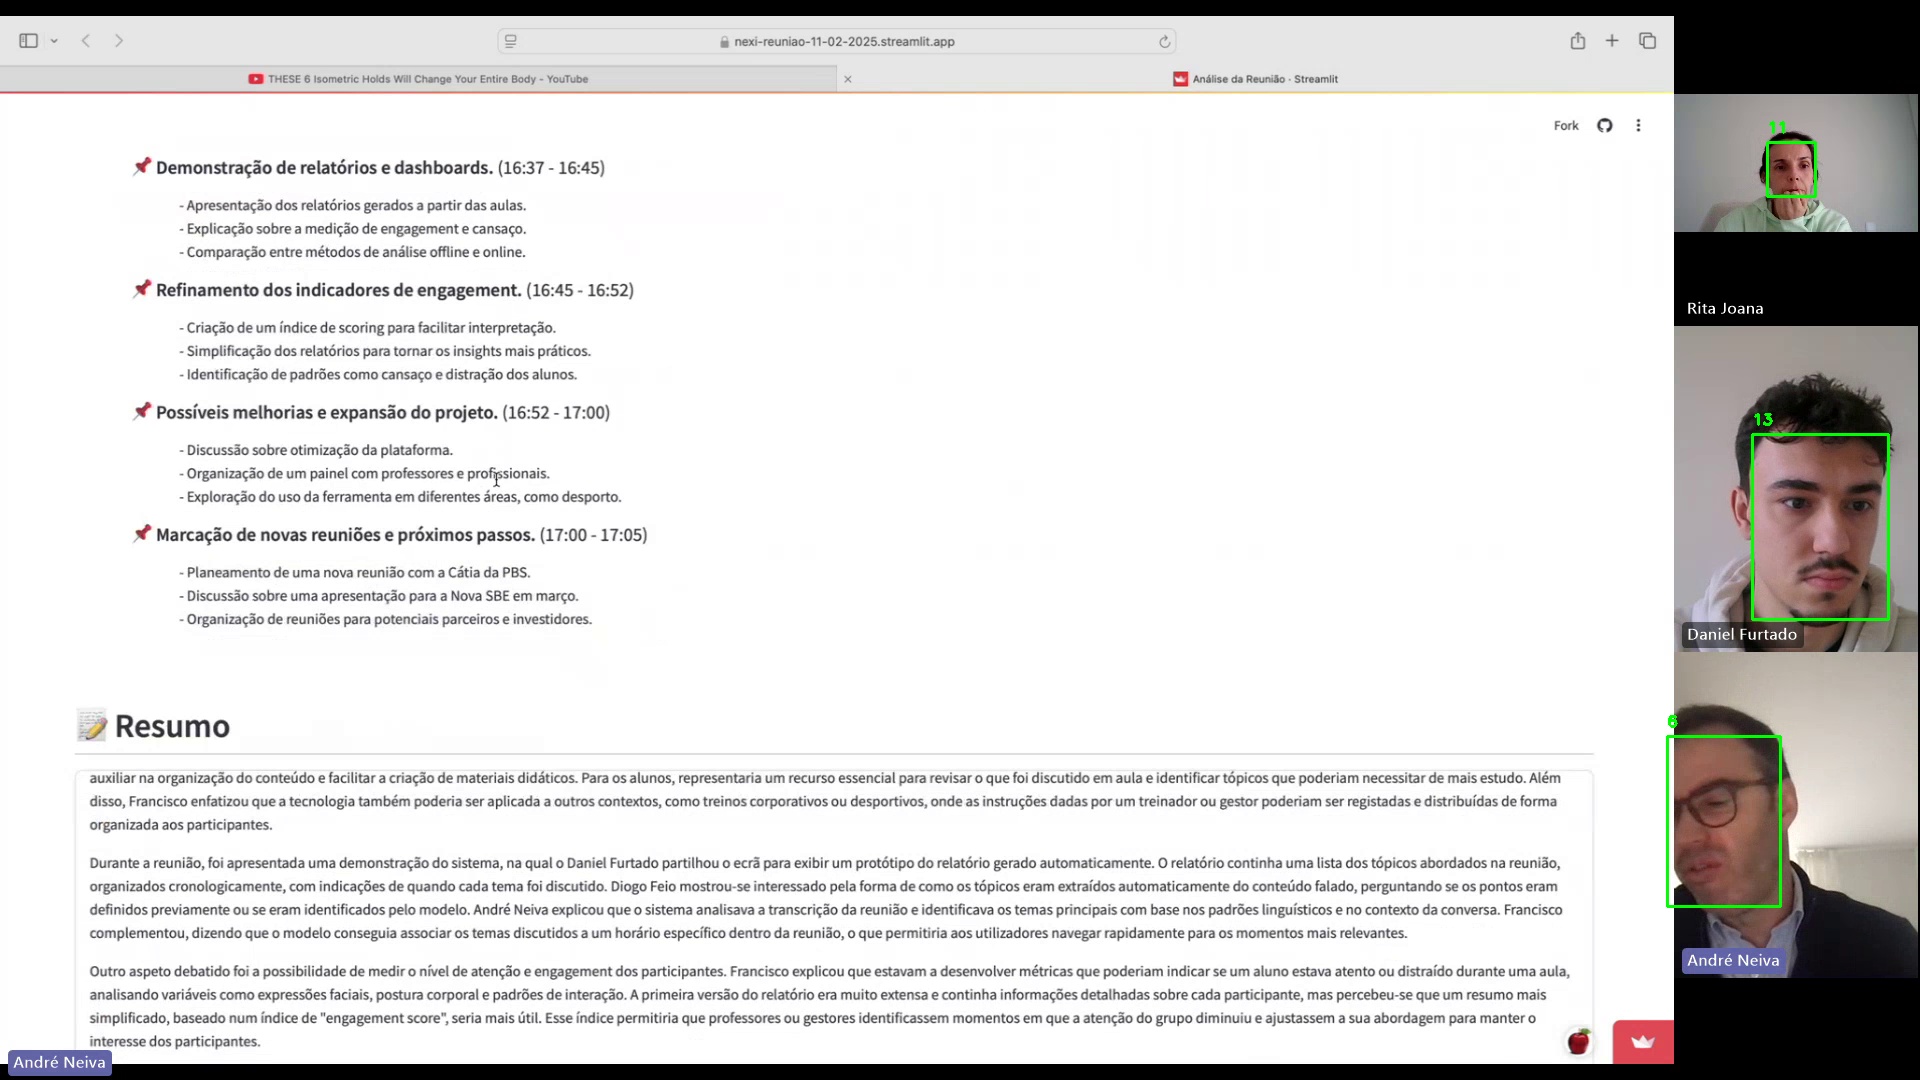 nexi-reuniao-11-02-2025.streamlit.app
THESE 6 Isometric Holds Will Change Your Entire Body - YouTube
Análise da Reunião · Streamlit
Fork
Demonstração de relatórios e dashboards. (16:37 - 16:45)
- Apresentação dos relatórios gerados a partir das aulas.
- Explicação sobre a medição de engagement e cansaço.
- Comparação entre métodos de análise offline e online.
Refinamento dos indicadores de engagement. (16:45 - 16:52)
- Criação de um índice de scoring para facilitar interpretação.
- Simplificação dos relatórios para tornar os insights mais práticos.
- Identificação de padrões como cansaço e distração dos alunos.
Possíveis melhorias e expansão do projeto. (16:52 - 17:00)
- Discussão sobre otimização da plataforma.
- Organização de um painel com professores e profissionais.
- Exploração do uso da ferramenta em diferentes áreas, como desporto.
Marcação de novas reuniões e próximos passos. (17:00 - 17:05)
- Planeamento de uma nova reunião com a Cátia da PBS.
- Discussão sobre uma apresentação para a Nova SBE em março.
- Organização de reuniões para potenciais parceiros e investidores.
Resumo
auxiliar na organização do conteúdo e facilitar a criação de materiais didáticos. Para os alunos, representaria um recurso essencial para revisar o que foi discutido em aula e identificar tópicos que poderiam necessitar de mais estudo. Além
disso, Francisco enfatizou que a tecnologia também poderia ser aplicada a outros contextos, como treinos corporativos ou desportivos, onde as instruções dadas por um treinador ou gestor poderiam ser registadas e distribuídas de forma
organizada aos participantes.
Durante a reunião, foi apresentada uma demonstração do sistema, na qual o Daniel Furtado partilhou o ecrã para exibir um protótipo do relatório gerado automaticamente. O relatório continha uma lista dos tópicos abordados na reunião,
organizados cronologicamente, com indicações de quando cada tema foi discutido. Diogo Feio mostrou-se interessado pela forma de como os tópicos eram extraídos automaticamente do conteúdo falado, perguntando se os pontos eram
definidos previamente ou se eram identificados pelo modelo. André Neiva explicou que o sistema analisava a transcrição da reunião e identificava os temas principais com base nos padrões linguísticos e no contexto da conversa. Francisco
complementou, dizendo que o modelo conseguia associar os temas discutidos a um horário específico dentro da reunião, o que permitiria aos utilizadores navegar rapidamente para os momentos mais relevantes.
Outro aspeto debatido foi a possibilidade de medir o nível de atenção e engagement dos participantes. Francisco explicou que estavam a desenvolver métricas que poderiam indicar se um aluno estava atento ou distraído durante uma aula,
analisando variáveis como expressões faciais, postura corporal e padrões de interação. A primeira versão do relatório era muito extensa e continha informações detalhadas sobre cada participante, mas percebeu-se que um resumo mais
simplificado, baseado num índice de "engagement score", seria mais útil. Esse índice permitiria que professores ou gestores identificassem momentos em que a atenção do grupo diminuiu e ajustassem a sua abordagem para manter o
interesse dos participantes.
André Neiva
11
Rita Joana
13
Daniel Furtado
6
André Neiva